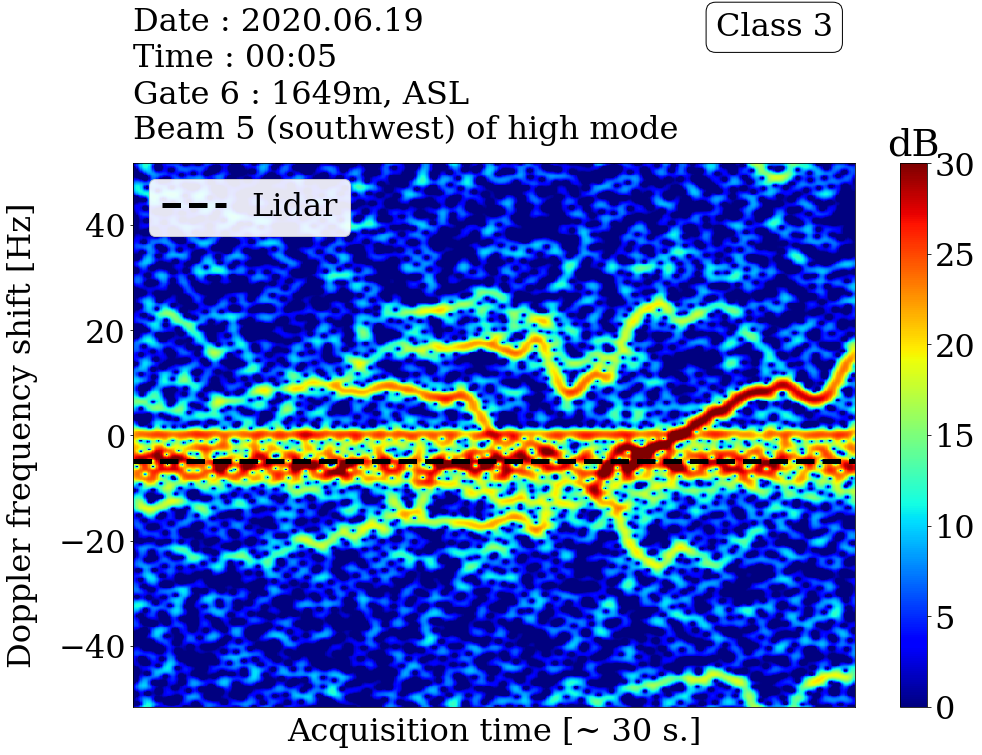 Date : 2020.06.19
Time : 00:05
Gate 6 : 1649m, ASL
Beam 5 (southwest) of high mode
Class 3
dB
Lidar
Doppler frequency shift [Hz]
40
20
0
−20
−40
Acquisition time [~ 30 s.]
30
25
20
15
10
5
0